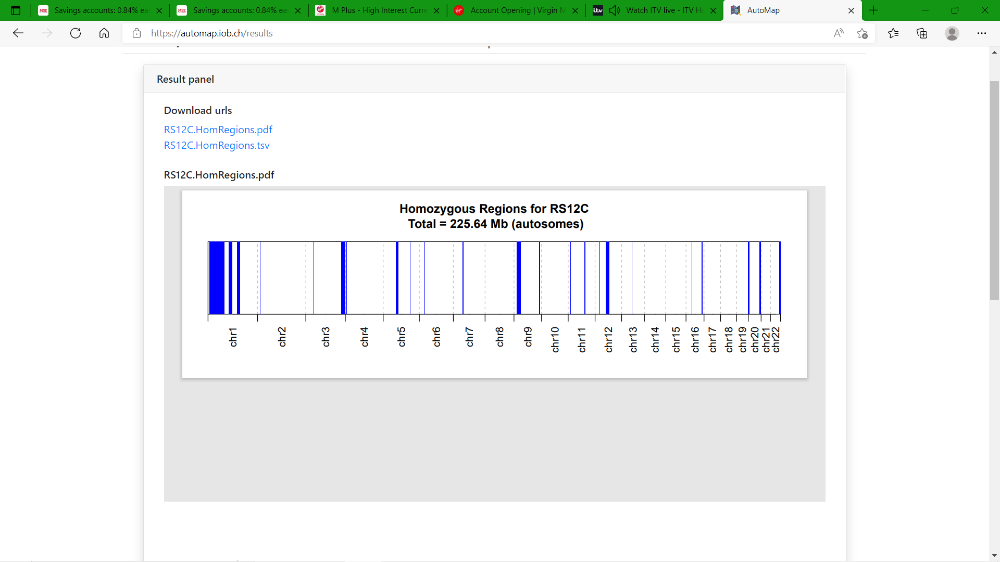 MSE Savings accounts: 0.84% ea
MSE Savings accounts: 0.84% ea
M Plus - High Interest Curre
Account Opening | Virgin M
itv Watch ITV live - ITV Hu
AutoMap
https://automap.iob.ch/results
Result panel
Download urls
RS12C.HomRegions.pdf
RS12C.HomRegions.tsv
RS12C.HomRegions.pdf
Homozygous Regions for RS12C
Total = 225.64 Mb (autosomes)
chr1
chr2
chr3
chr4
chr5
chr6
chr7
chr8
chr9
chr10
chr11
chr12
chr13
chr14
chr15
chr16
chr17
chr18
chr19
chr20
chr21
chr22